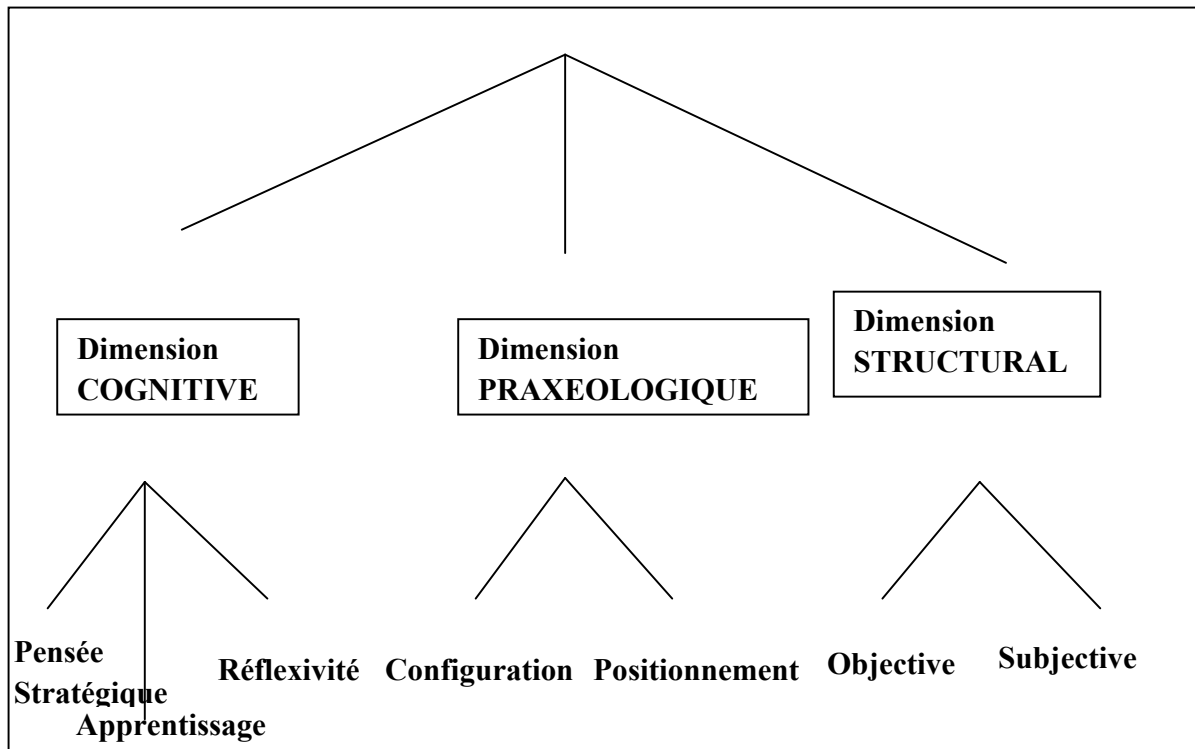 Dimension
COGNITIVE
Dimension
PRAXEOLOGIQUE
Dimension
STRUCTURAL
Pensée
Stratégique
Apprentissage
Réflexivité
Configuration
Positionnement
Objective
Subjective